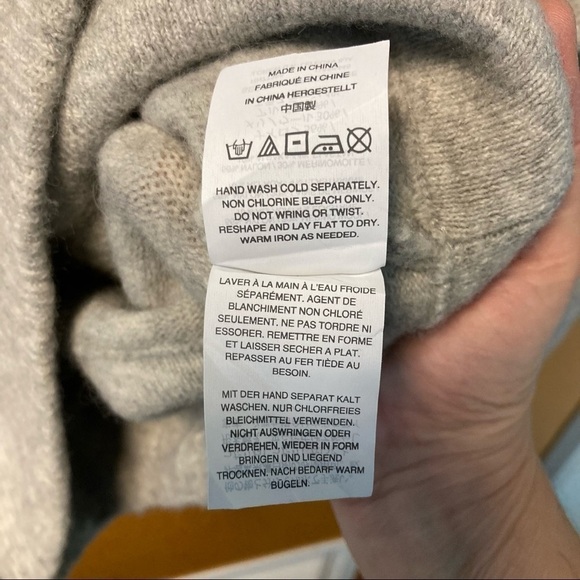 MADE IN CHINA
FABRIQUÉ EN CHINE
IN CHINA HERGESTELLT
中国製
HAND WASH COLD SEPARATELY.
NON CHLORINE BLEACH ONLY.
DO NOT WRING OR TWIST.
RESHAPE AND LAY FLAT TO DRY.
WARM IRON AS NEEDED.
LAVER À LA MAIN À L'EAU FROIDE
SÉPARÉMENT. AGENT DE
BLANCHIMENT NON CHLORÉ
SEULEMENT. NE PAS TORDRE NI
ESSORER. REMETTRE EN FORME
ET LAISSER SECHER A PLAT.
REPASSER AU FER TIÈDE AU
BESOIN.
MIT DER HAND SEPARAT KALT
WASCHEN. NUR CHLORFREIES
BLEICHMITTEL VERWENDEN.
NICHT AUSWRINGEN ODER
VERDREHEN. WIEDER IN FORM
BRINGEN UND LIEGEND
TROCKNEN. NACH BEDARF WARM
BÜGELN.